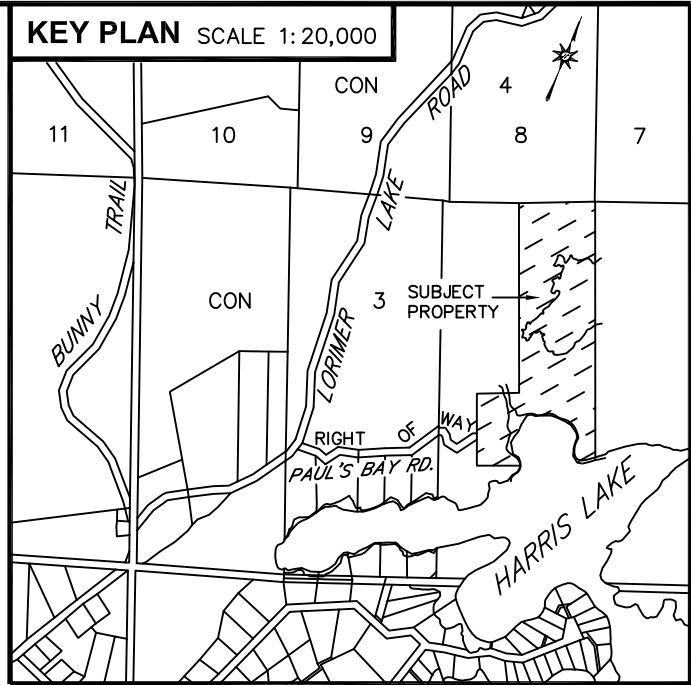 KEY PLAN SCALE 1:20,000
CON 4
11 10 9 8 7
LORIMER LAKE ROAD
BUNNY TRAIL
CON 3
SUBJECT
PROPERTY
RIGHT OF WAY
PAUL'S BAY RD.
HARRIS LAKE